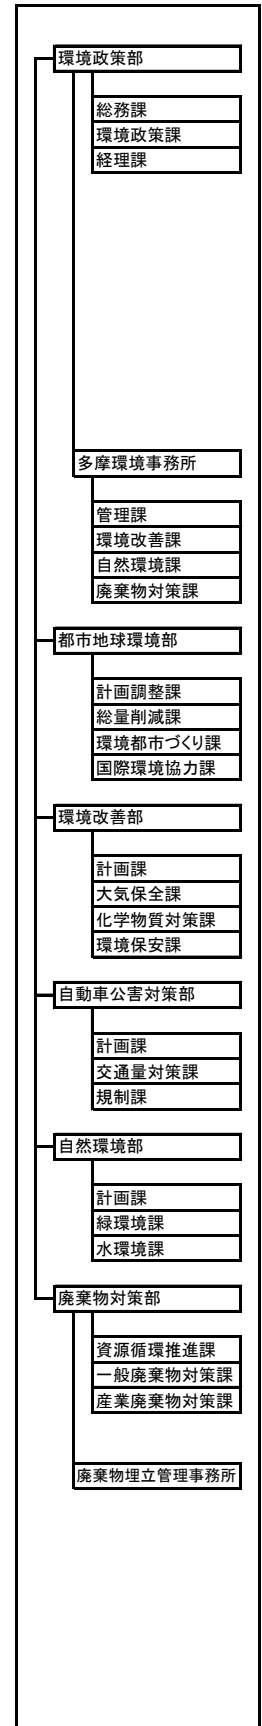 環境政策部
総務課
環境政策課
経理課
多摩環境事務所
管理課
環境改善課
自然環境課
廃棄物対策課
都市地球環境部
計画調整課
総量削減課
環境都市づくり課
国際環境協力課
環境改善部
計画課
大気保全課
化学物質対策課
環境保安課
自動車公害対策部
計画課
交通量対策課
規制課
自然環境部
計画課
緑環境課
水環境課
廃棄物対策部
資源循環推進課
一般廃棄物対策課
産業廃棄物対策課
廃棄物埋立管理事務所